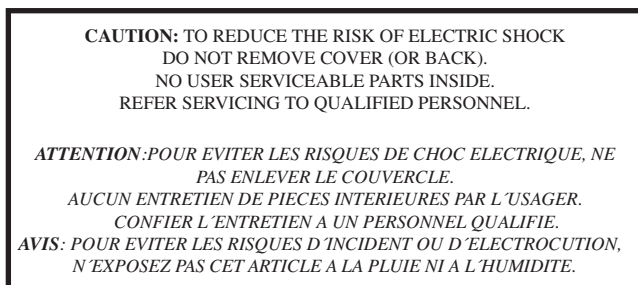 CAUTION: TO REDUCE THE RISK OF ELECTRIC SHOCK
DO NOT REMOVE COVER (OR BACK).
NO USER SERVICEABLE PARTS INSIDE.
REFER SERVICING TO QUALIFIED PERSONNEL.
ATTENTION:POUR EVITER LES RISQUES DE CHOC ELECTRIQUE, NE
PAS ENLEVER LE COUVERCLE.
AUCUN ENTRETIEN DE PIECES INTERIEURES PAR L´USAGER.
CONFIER L´ENTRETIEN A UN PERSONNEL QUALIFIE.
AVIS: POUR EVITER LES RISQUES D´INCIDENT OU D´ELECTROCUTION,
N´EXPOSEZ PAS CET ARTICLE A LA PLUIE NI A L´HUMIDITE.